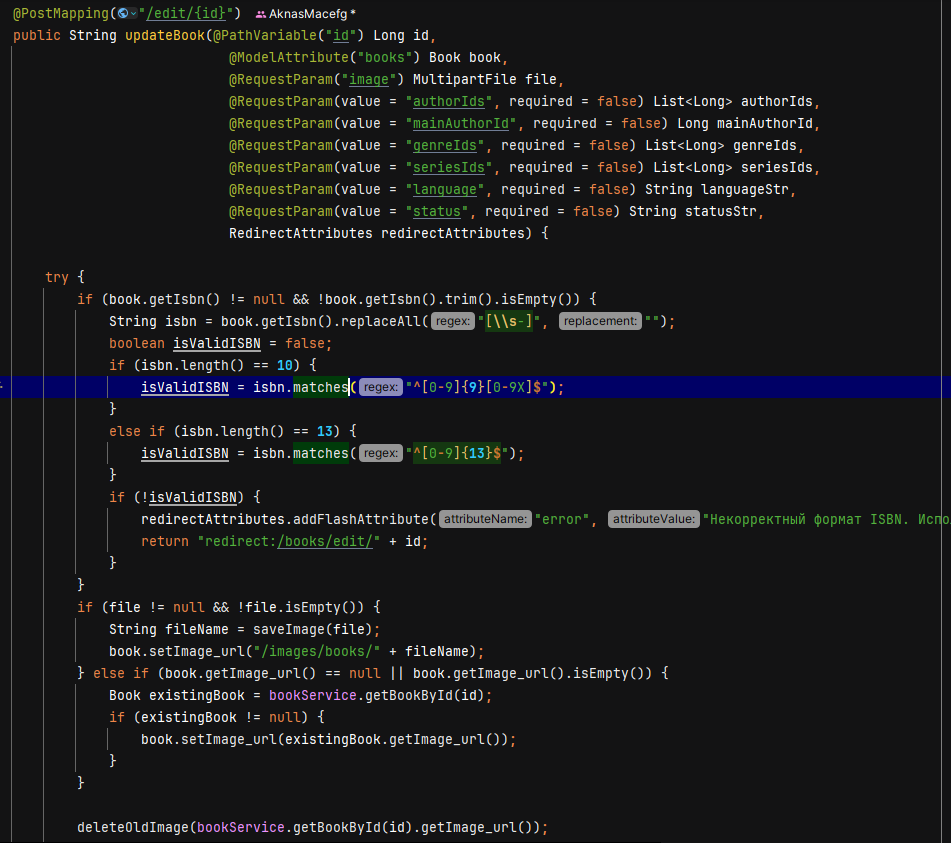 @PostMapping("/edit/{id}") AknasMacefg *
public String updateBook(@PathVariable("id") Long id,
@ModelAttribute("books") Book book,
@RequestParam("image") MultipartFile file,
@RequestParam(value = "authorIds", required = false) List<Long> authorIds,
@RequestParam(value = "mainAuthorId", required = false) Long mainAuthorId,
@RequestParam(value = "genreIds", required = false) List<Long> genreIds,
@RequestParam(value = "seriesIds", required = false) List<Long> seriesIds,
@RequestParam(value = "language", required = false) String languageStr,
@RequestParam(value = "status", required = false) String statusStr,
RedirectAttributes redirectAttributes) {
try {
if (book.getIsbn() != null && !book.getIsbn().trim().isEmpty()) {
String isbn = book.getIsbn().replaceAll( regex: "[\\s-]", replacement: "");
boolean isValidISBN = false;
if (isbn.length() == 10) {
isValidISBN = isbn.matches( regex: "^[0-9]{9}[0-9X]$");
}
else if (isbn.length() == 13) {
isValidISBN = isbn.matches( regex: "^[0-9]{13}$");
}
if (!isValidISBN) {
redirectAttributes.addFlashAttribute( attributeName: "error", attributeValue: "Некорректный формат ISBN. Испо
return "redirect:/books/edit/" + id;
}
}
if (file != null && !file.isEmpty()) {
String fileName = saveImage(file);
book.setImage_url("/images/books/" + fileName);
} else if (book.getImage_url() == null || book.getImage_url().isEmpty()) {
Book existingBook = bookService.getBookById(id);
if (existingBook != null) {
book.setImage_url(existingBook.getImage_url());
}
}
deleteOldImage(bookService.getBookById(id).getImage_url());